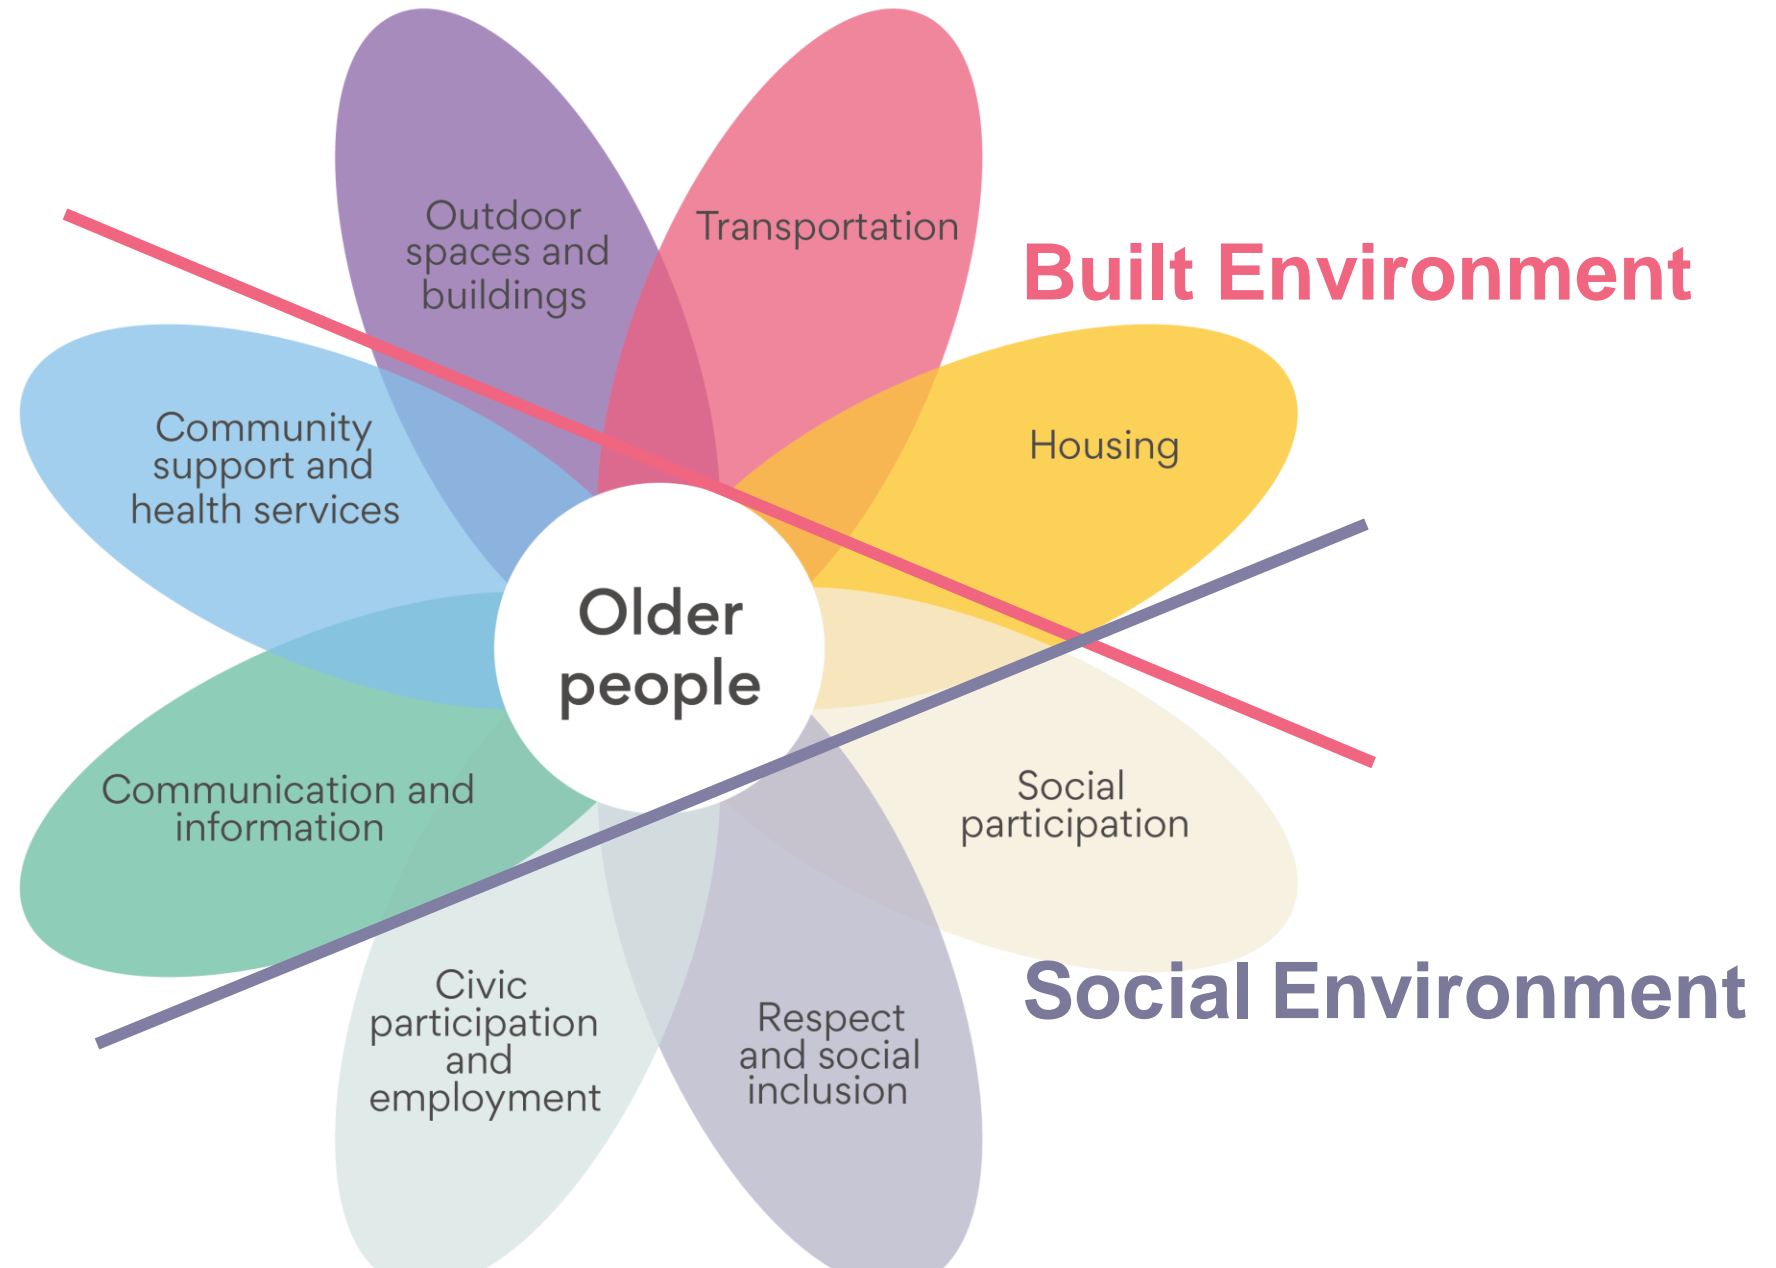 Outdoor
spaces and
buildings
Transportation
Built Environment
Housing
Community
support and
health services
Older
people
Communication and
information
Social
participation
Social Environment
Civic
participation
and
employment
Respect
and social
inclusion